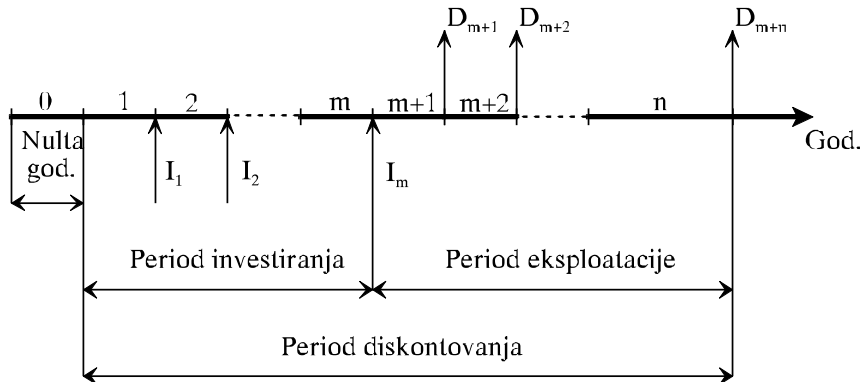 D_{m+1} D_{m+2} D_{m+n}
0 1 2 m m+1 m+2 n
Nulta god. God.
I_1 I_2 I_m
Period investiranja Period eksploatacije
Period diskontovanja